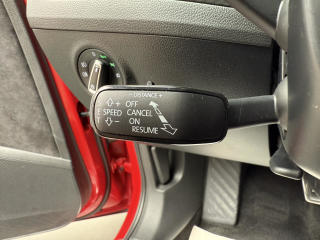 – DISTANCE +
S + OFF
E SPEED CANCEL
T – ON
RESUME